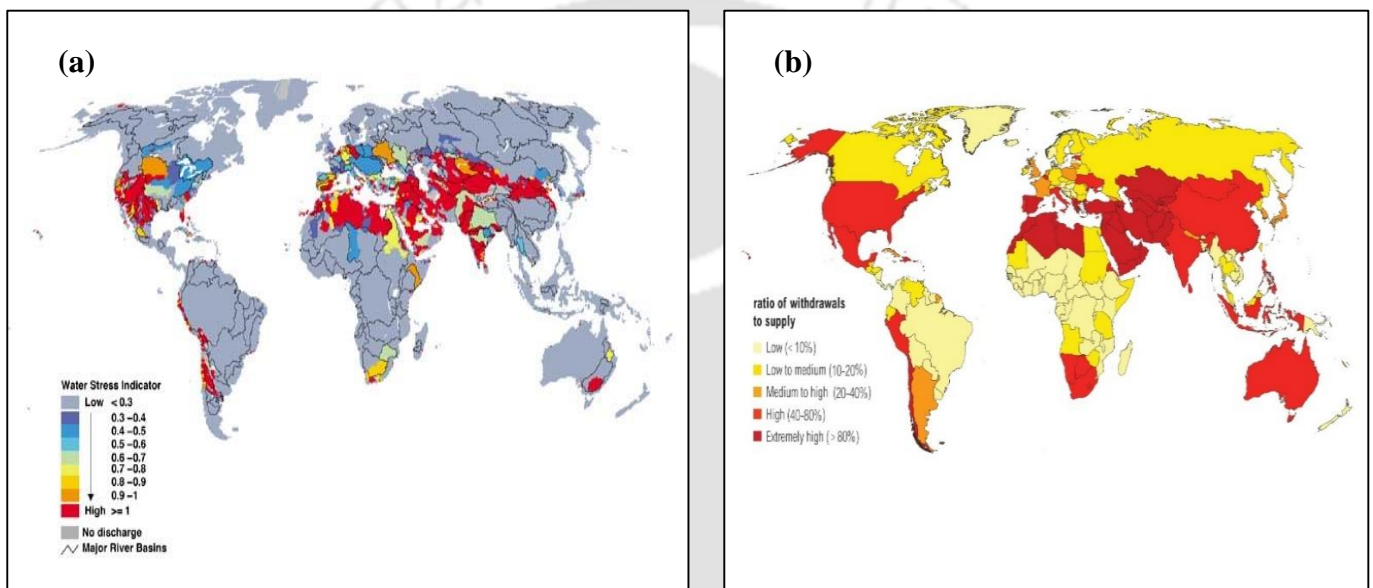 (a)
Water Stress Indicator
Low < 0.3
0.3 –0.4
0.4 –0.5
0.5 –0.6
0.6 –0.7
0.7 –0.8
0.8 –0.9
0.9 –1
High >= 1
No discharge
Major River Basins
(b)
ratio of withdrawals
to supply
Low (< 10%)
Low to medium (10-20%)
Medium to high (20-40%)
High (40-80%)
Extremely high (> 80%)